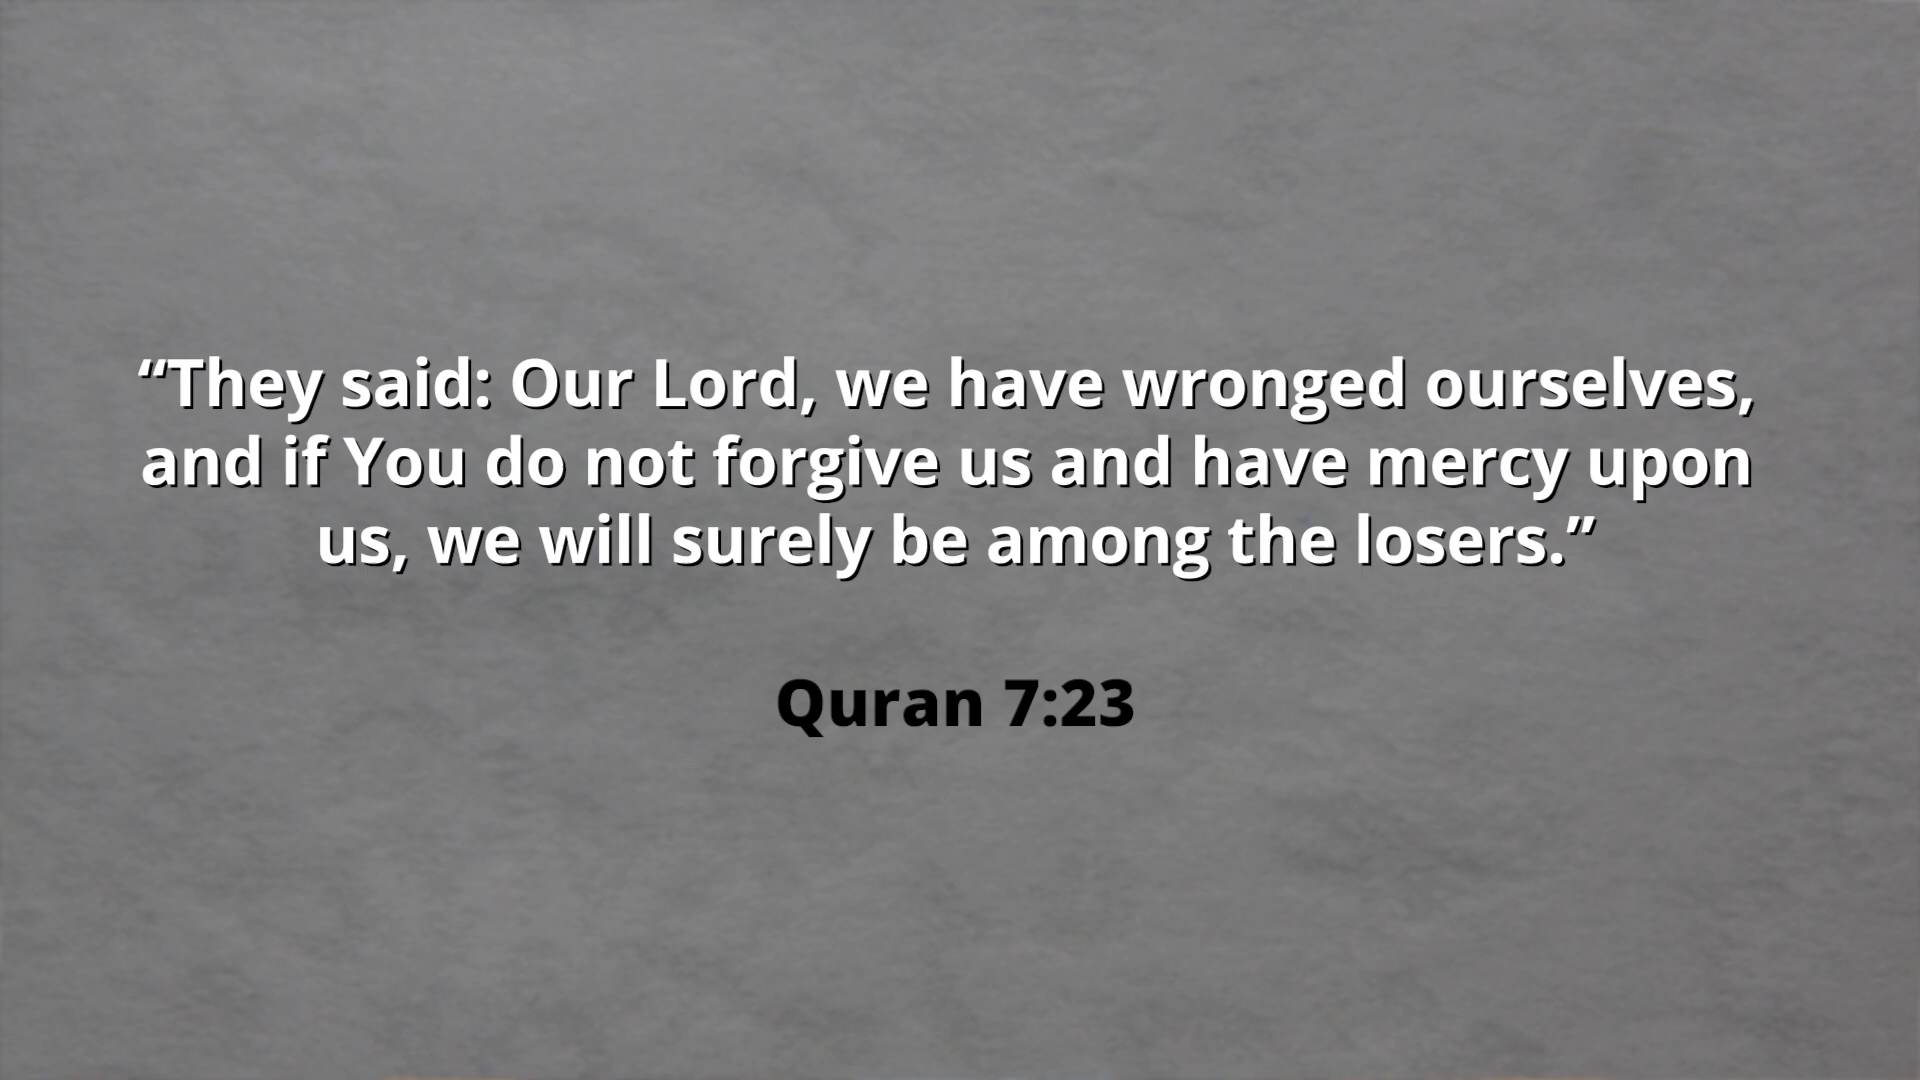 “They said: Our Lord, we have wronged ourselves,
and if You do not forgive us and have mercy upon
us, we will surely be among the losers.”
Quran 7:23